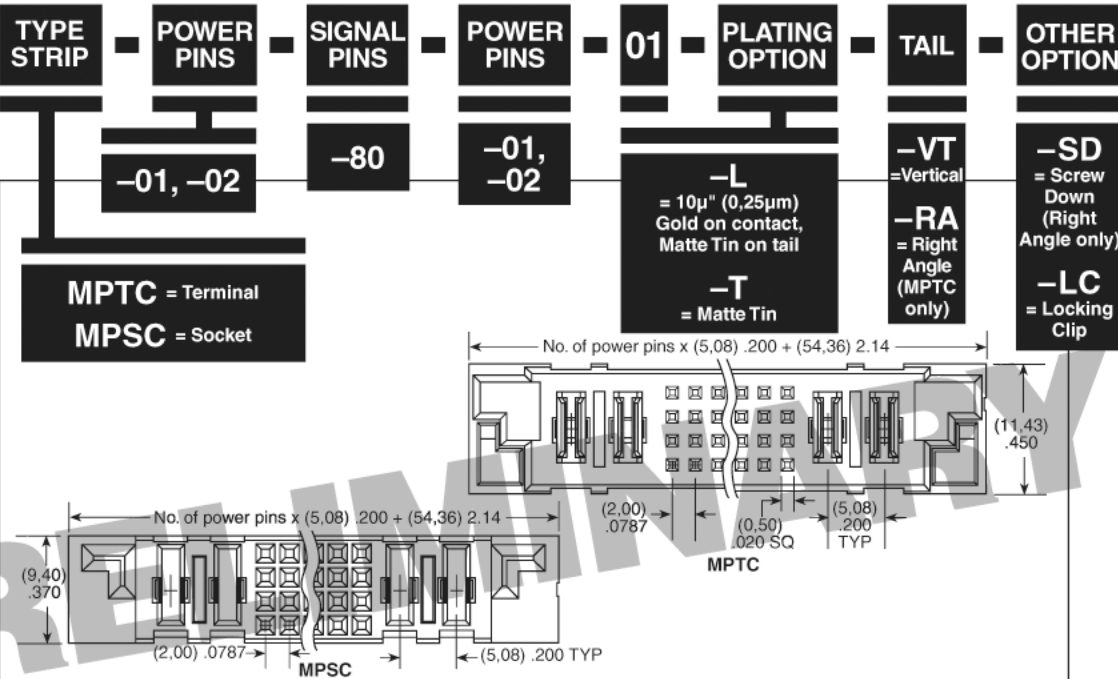 TYPE
STRIP
POWER
PINS
SIGNAL
PINS
POWER
PINS
01
PLATING
OPTION
TAIL
OTHER
OPTION
–01, –02
–80
–01,
–02
–L
= 10µ" (0,25µm)
Gold on contact,
Matte Tin on tail
–T
= Matte Tin
–VT
=Vertical
–RA
= Right
Angle
(MPTC
only)
–SD
= Screw
Down
(Right
Angle only)
–LC
= Locking
Clip
MPTC = Terminal
MPSC = Socket
No. of power pins x (5,08) .200 + (54,36) 2.14
(11,43)
.450
(2,00)
.0787
(0,50)
.020 SQ
(5,08)
.200
TYP
MPTC
No. of power pins x (5,08) .200 + (54,36) 2.14
(9,40)
.370
(2,00) .0787
(5,08) .200 TYP
MPSC
RELIMINARY